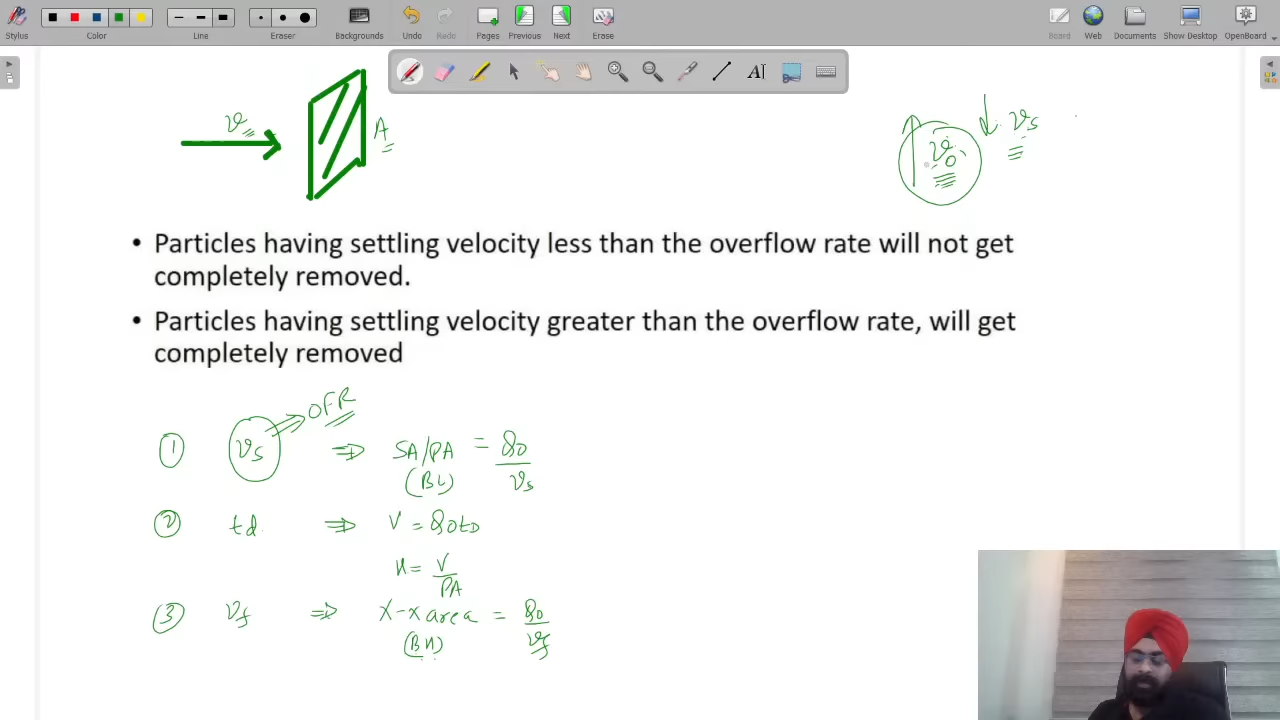 Stylus Color Line Eraser Backgrounds Undo Redo Pages Previous Next Erase Board Web Documents Show Desktop OpenBoard
v
A
v₀
vs
• Particles having settling velocity less than the overflow rate will not get
completely removed.
• Particles having settling velocity greater than the overflow rate, will get
completely removed
OFR
① vs ⇒ SA/PA = Q0/vs
(BL)
② td ⇒ V = Q0tD
H = V/PA
③ vf ⇒ X-X area = Q0/vf
(BH)